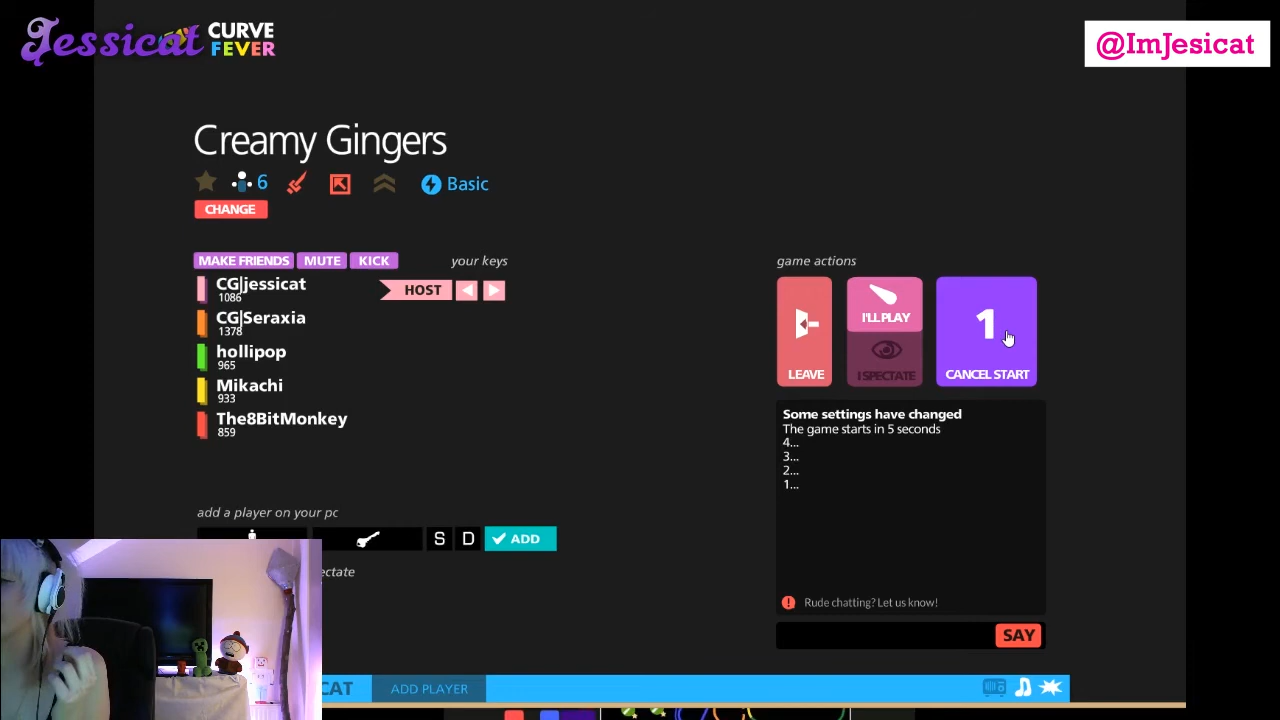 Jessicat
CURVE
FEVER
@ImJesicat
Creamy Gingers
6
Basic
CHANGE
MAKE FRIENDS
MUTE
KICK
your keys
CG|jessicat
1086
HOST
CG|Seraxia
1378
hollipop
965
Mikachi
933
The8BitMonkey
859
game actions
LEAVE
I'LL PLAY
I SPECTATE
1
CANCEL START
Some settings have changed
The game starts in 5 seconds
4...
3...
2...
1...
Rude chatting? Let us know!
SAY
add a player on your pc
S
D
ADD
ectate
CAT
ADD PLAYER